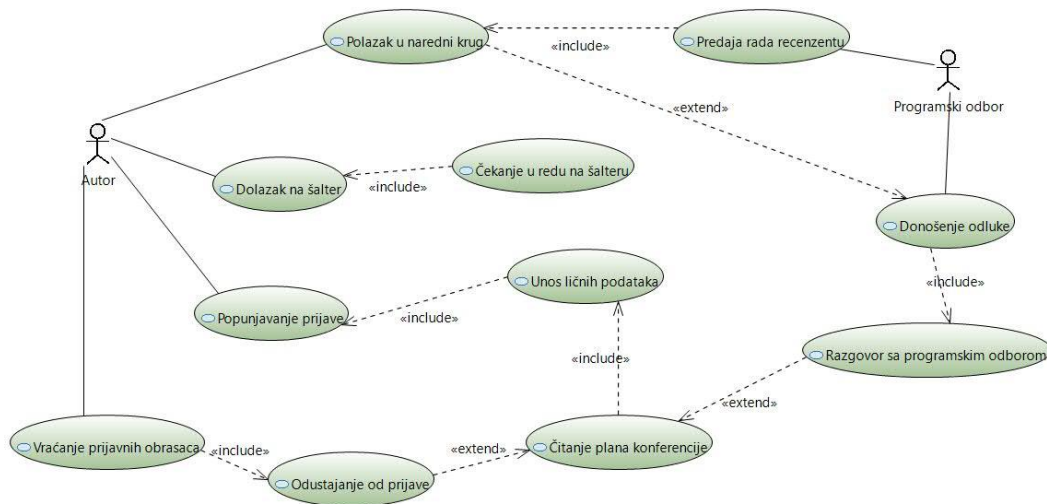 Polazak u naredni krug
«include»
Predaja rada recenzentu
Programski odbor
«extend»
Autor
Dolazak na šalter
«include»
Čekanje u redu na šalteru
Donošenje odluke
Unos ličnih podataka
«include»
Popunjavanje prijave
«include»
«include»
Razgovor sa programskim odborom
«extend»
Vraćanje prijavnih obrasaca
«include»
«extend»
Čitanje plana konferencije
Odustajanje od prijave